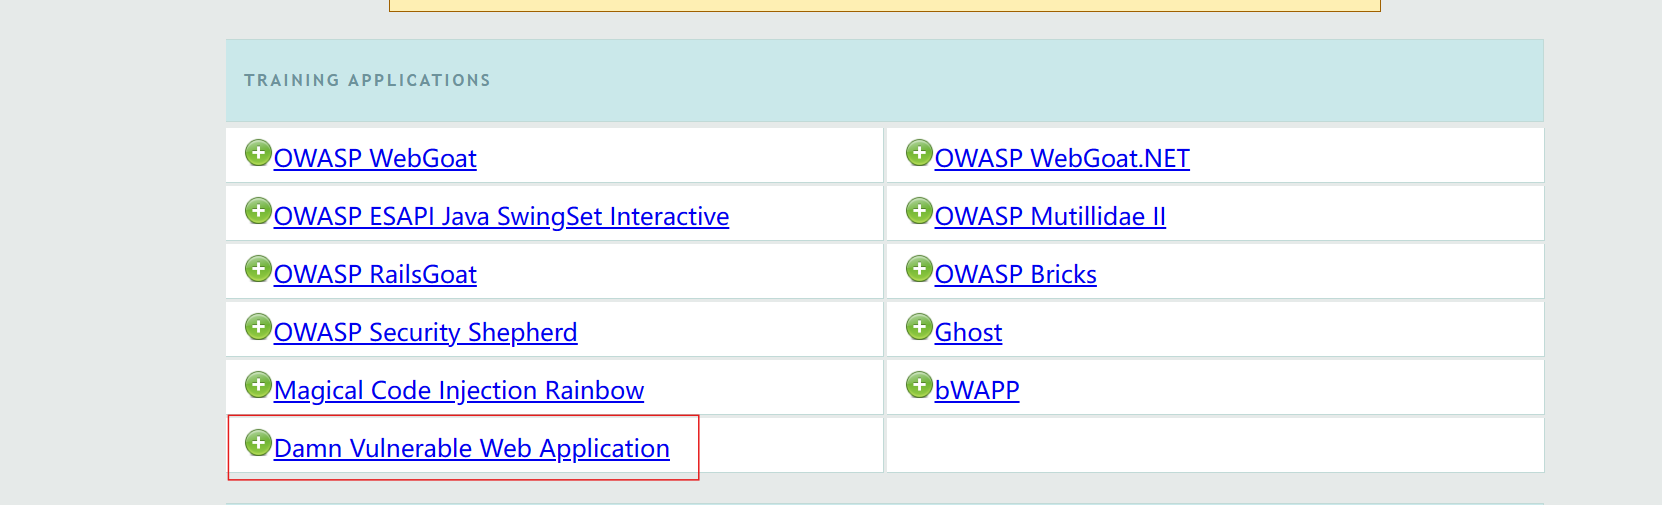 TRAINING APPLICATIONS
OWASP WebGoat
OWASP WebGoat.NET
OWASP ESAPI Java SwingSet Interactive
OWASP Mutillidae II
OWASP RailsGoat
OWASP Bricks
OWASP Security Shepherd
Ghost
Magical Code Injection Rainbow
bWAPP
Damn Vulnerable Web Application